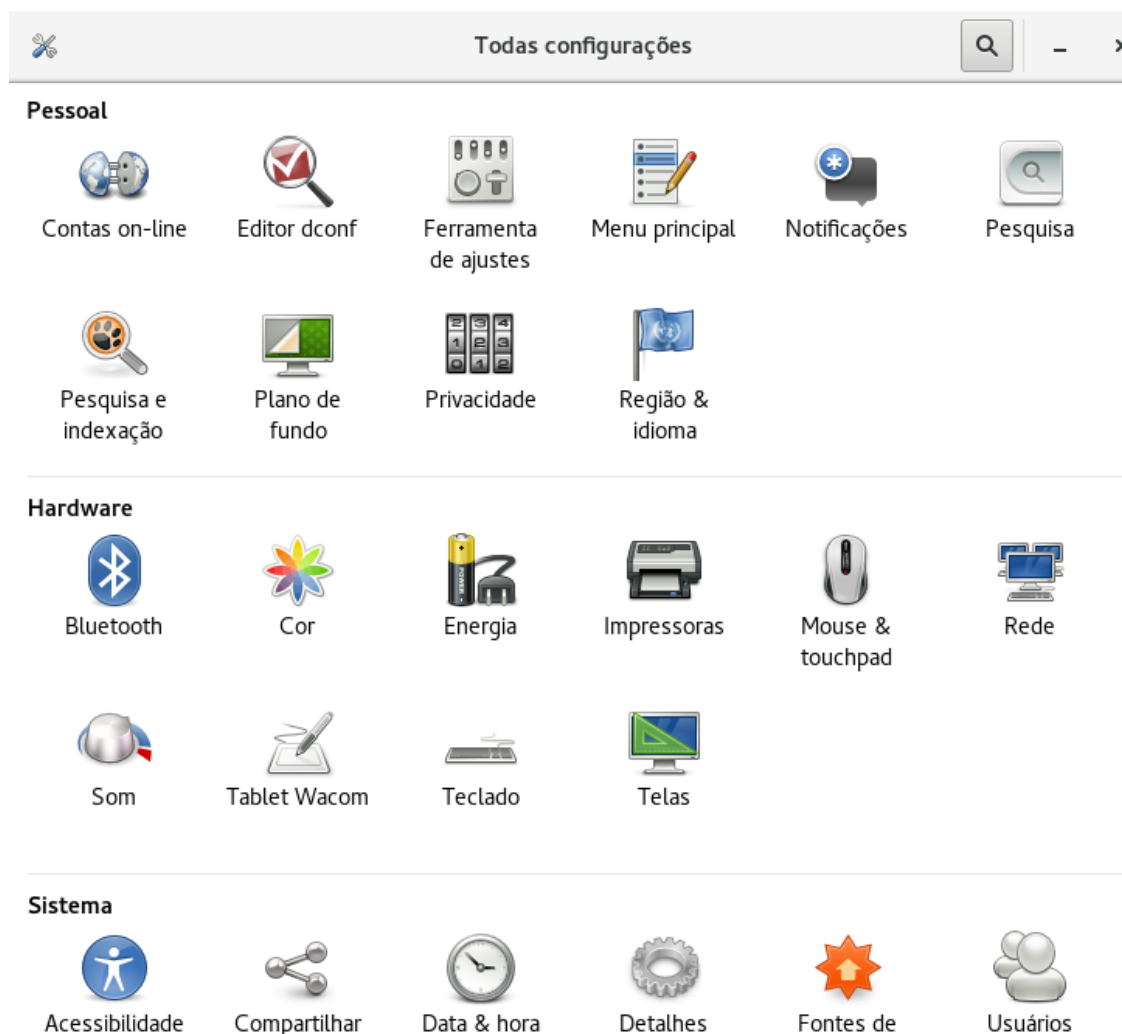 Todas configurações
Pessoal
Contas on-line
Editor dconf
Ferramenta
de ajustes
Menu principal
Notificações
Pesquisa
Pesquisa e
indexação
Plano de
fundo
Privacidade
Região &
idioma
Hardware
Bluetooth
Cor
Energia
Impressoras
Mouse &
touchpad
Rede
Som
Tablet Wacom
Teclado
Telas
Sistema
Acessibilidade
Compartilhar
Data & hora
Detalhes
Fontes de
Usuários